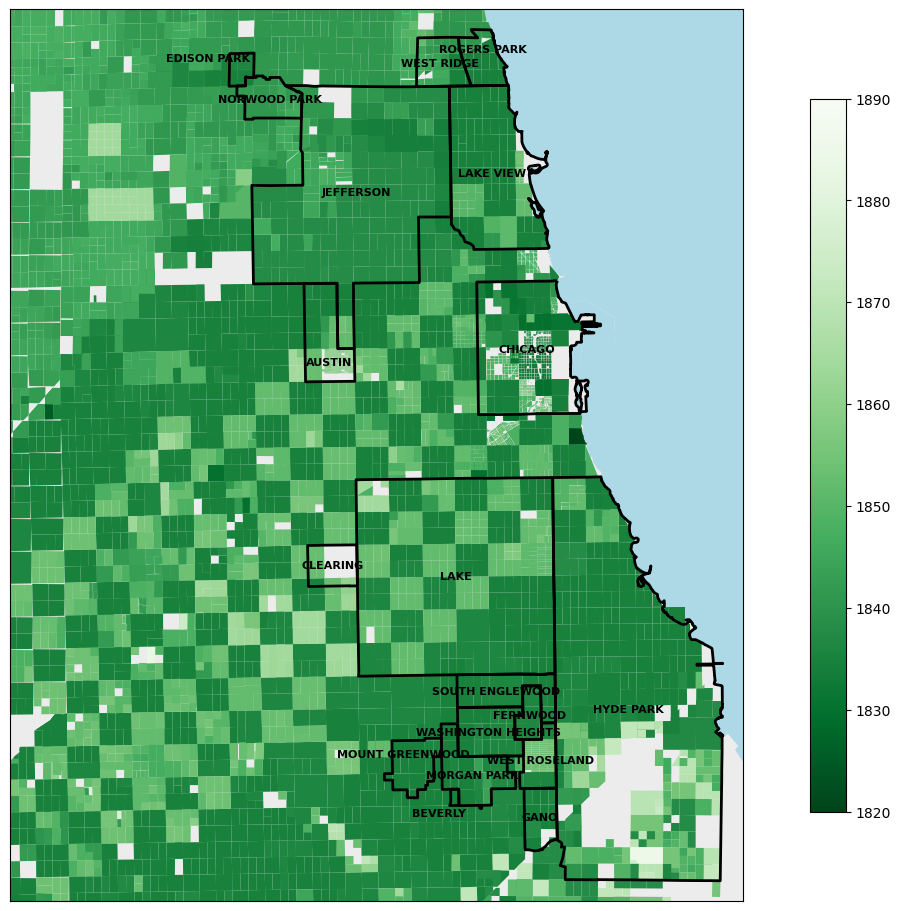 ROGERS PARK
EDISON PARK
WEST RIDGE
NORWOOD PARK
LAKE VIEW
JEFFERSON
CHICAGO
AUSTIN
CLEARING
LAKE
SOUTH ENGLEWOOD
HYDE PARK
FERNWOOD
WASHINGTON HEIGHTS
MOUNT GREENWOOD
WEST ROSELAND
MORGAN PARK
BEVERLY
GANO
1890
1880
1870
1860
1850
1840
1830
1820